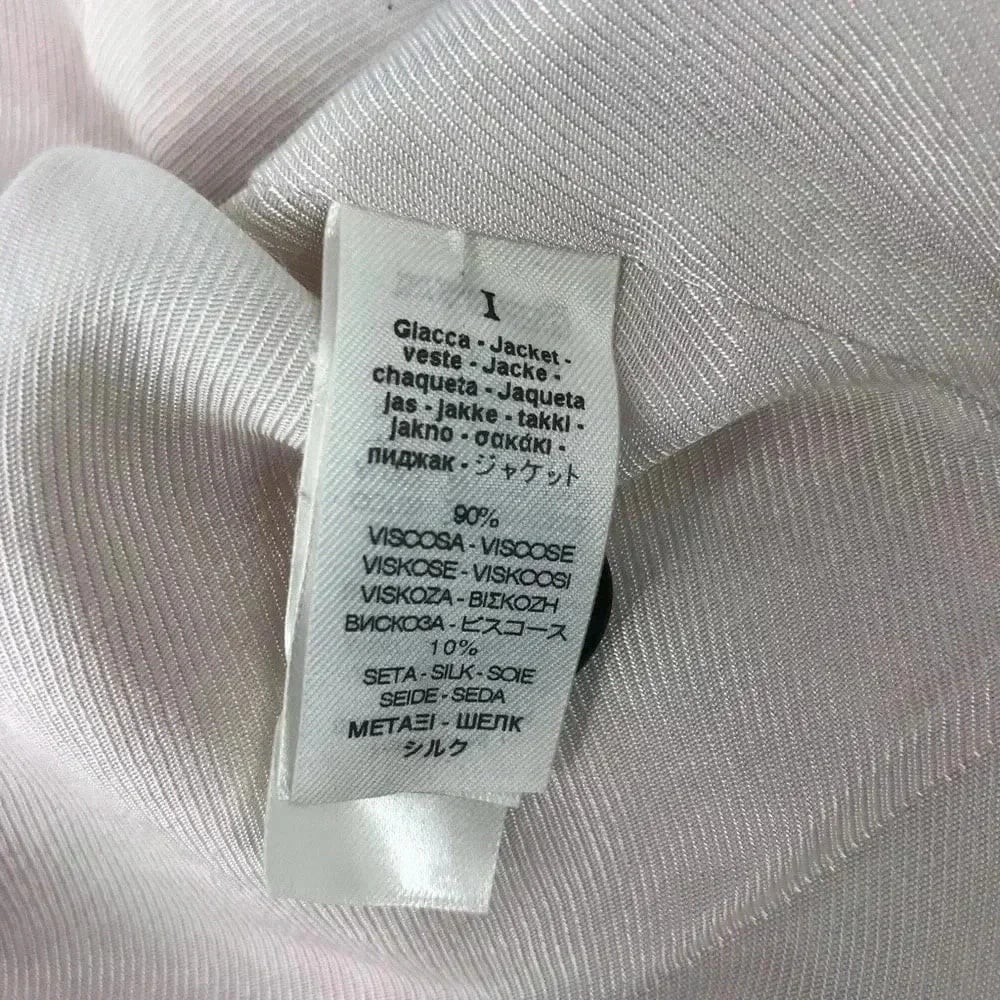 I
Giacca - Jacket -
veste - Jacke -
chaqueta - Jaqueta
jas - jakke - takki -
jakno - σακάκι -
пиджак - ジャケット
90%
VISCOSA - VISCOSE
VISKOSE - VISKOOSI
VISKOZA - ΒΙΣΚΟΖΗ
ВИСКОЗА - ビスコース
10%
SETA - SILK - SOIE
SEIDE - SEDA
ΜΕΤΑΞΙ - ШЕЛК
シルク